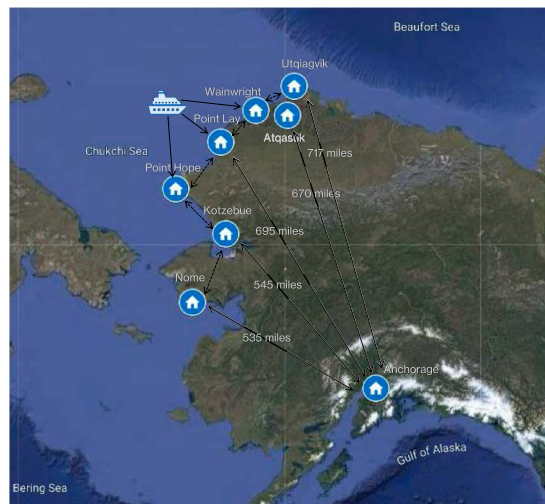 Beaufort Sea
Utqiagvik
Wainwright
Point Lay
Atqasuk
Chukchi Sea
717 miles
Point Hope
670 miles
Kotzebue
695 miles
Nome
545 miles
535 miles
Anchorage
Gulf of Alaska
Bering Sea